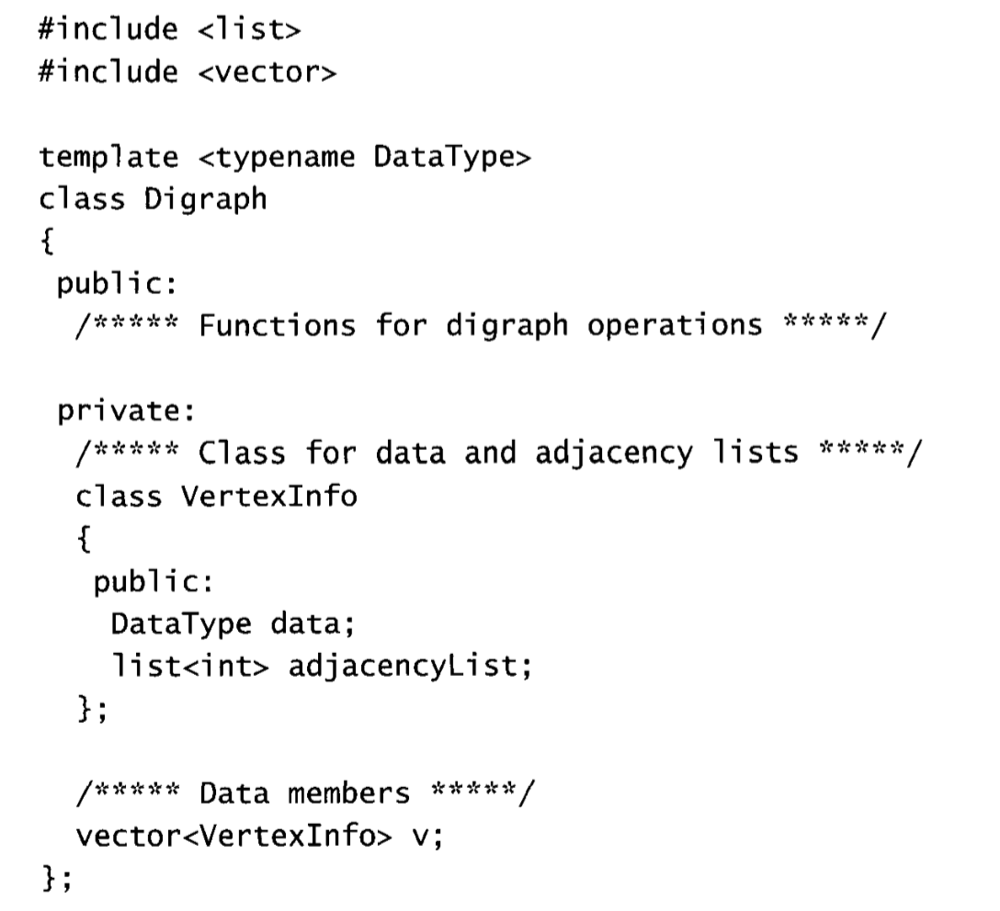 #include <list>
#include <vector>

template <typename DataType>
class Digraph
{
 public:
  /***** Functions for digraph operations *****/

 private:
  /***** Class for data and adjacency lists *****/
  class VertexInfo
  {
   public:
    DataType data;
    list<int> adjacencyList;
  };

  /***** Data members *****/
  vector<VertexInfo> v;
};